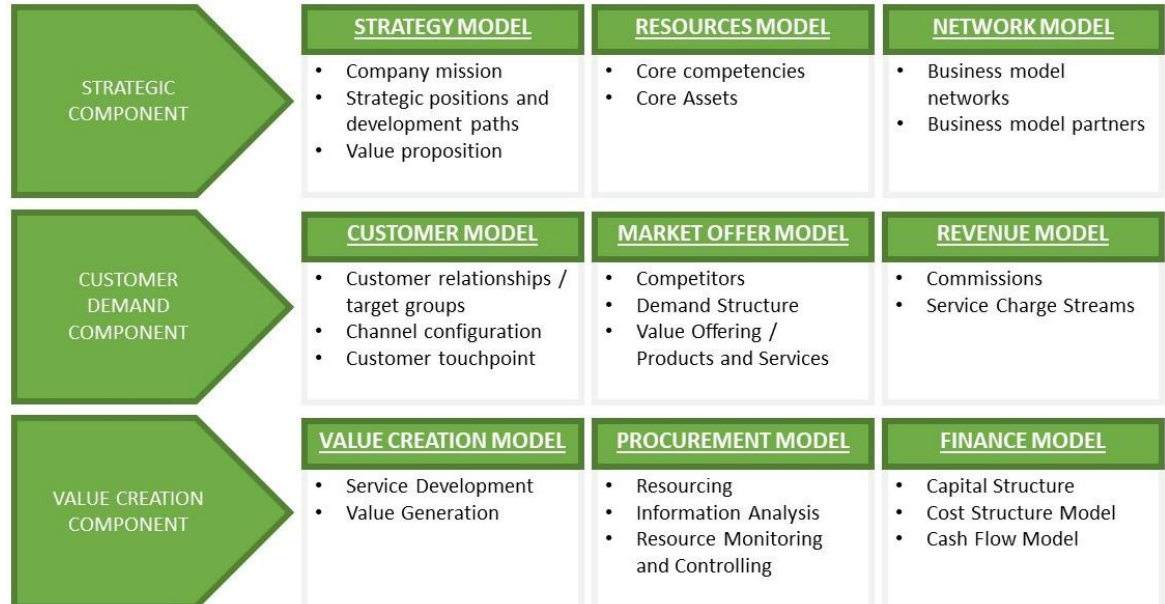 STRATEGIC
COMPONENT
STRATEGY MODEL
• Company mission
• Strategic positions and
development paths
• Value proposition
RESOURCES MODEL
• Core competencies
• Core Assets
NETWORK MODEL
• Business model
networks
• Business model partners
CUSTOMER
DEMAND
COMPONENT
CUSTOMER MODEL
• Customer relationships /
target groups
• Channel configuration
• Customer touchpoint
MARKET OFFER MODEL
• Competitors
• Demand Structure
• Value Offering /
Products and Services
REVENUE MODEL
• Commissions
• Service Charge Streams
VALUE CREATION
COMPONENT
VALUE CREATION MODEL
• Service Development
• Value Generation
PROCUREMENT MODEL
• Resourcing
• Information Analysis
• Resource Monitoring
and Controlling
FINANCE MODEL
• Capital Structure
• Cost Structure Model
• Cash Flow Model